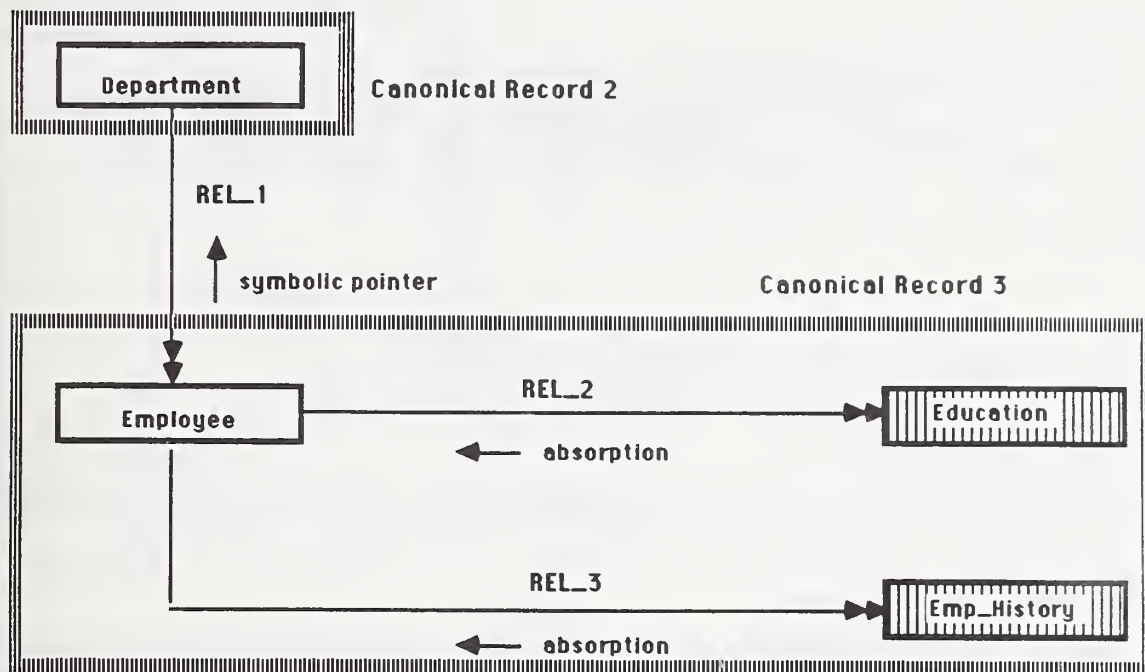 Department
Canonical Record 2
REL_1
symbolic pointer
Canonical Record 3
Employee
REL_2
Education
absorption
REL_3
Emp_History
absorption